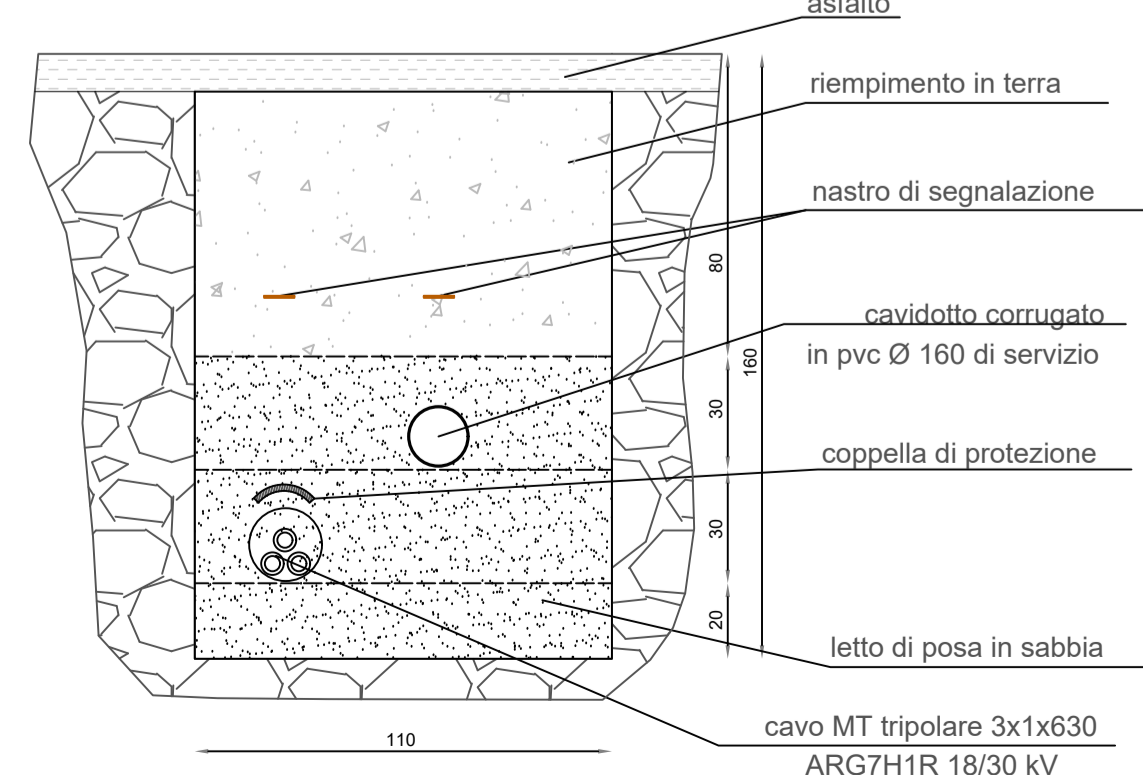 asfalto
riempimento in terra
nastro di segnalazione
80
cavidotto corrugato
in pvc Ø 160 di servizio
160
30
coppella di protezione
30
20
letto di posa in sabbia
cavo MT tripolare 3x1x630
ARG7H1R 18/30 kV
110